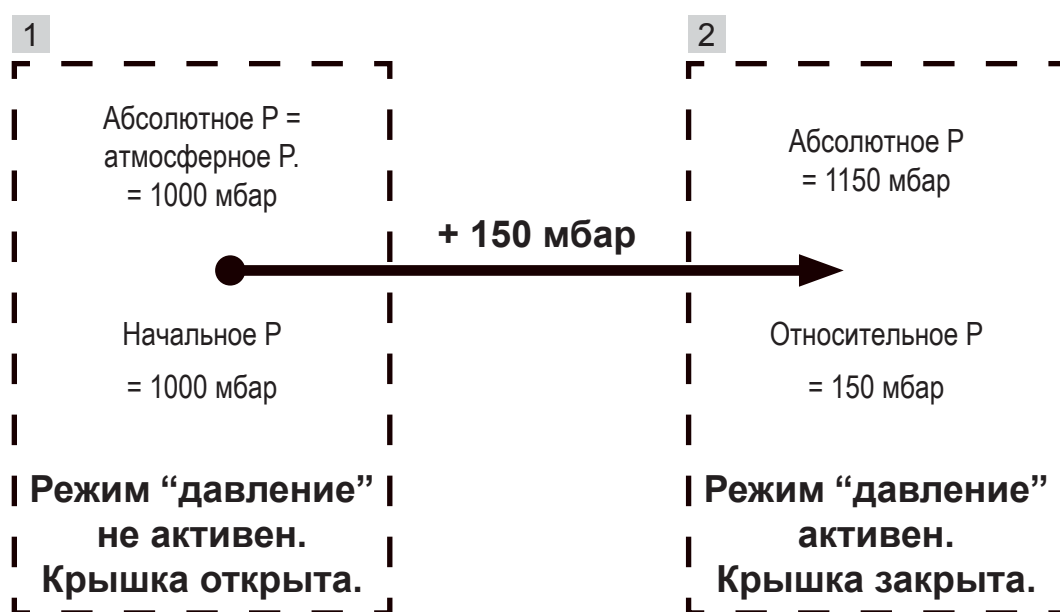 1
Абсолютное P =
атмосферное P.
= 1000 мбар
Начальное P
= 1000 мбар
Режим “давление”
не активен.
Крышка открыта.
+ 150 мбар
2
Абсолютное P
= 1150 мбар
Относительное P
= 150 мбар
Режим “давление”
активен.
Крышка закрыта.